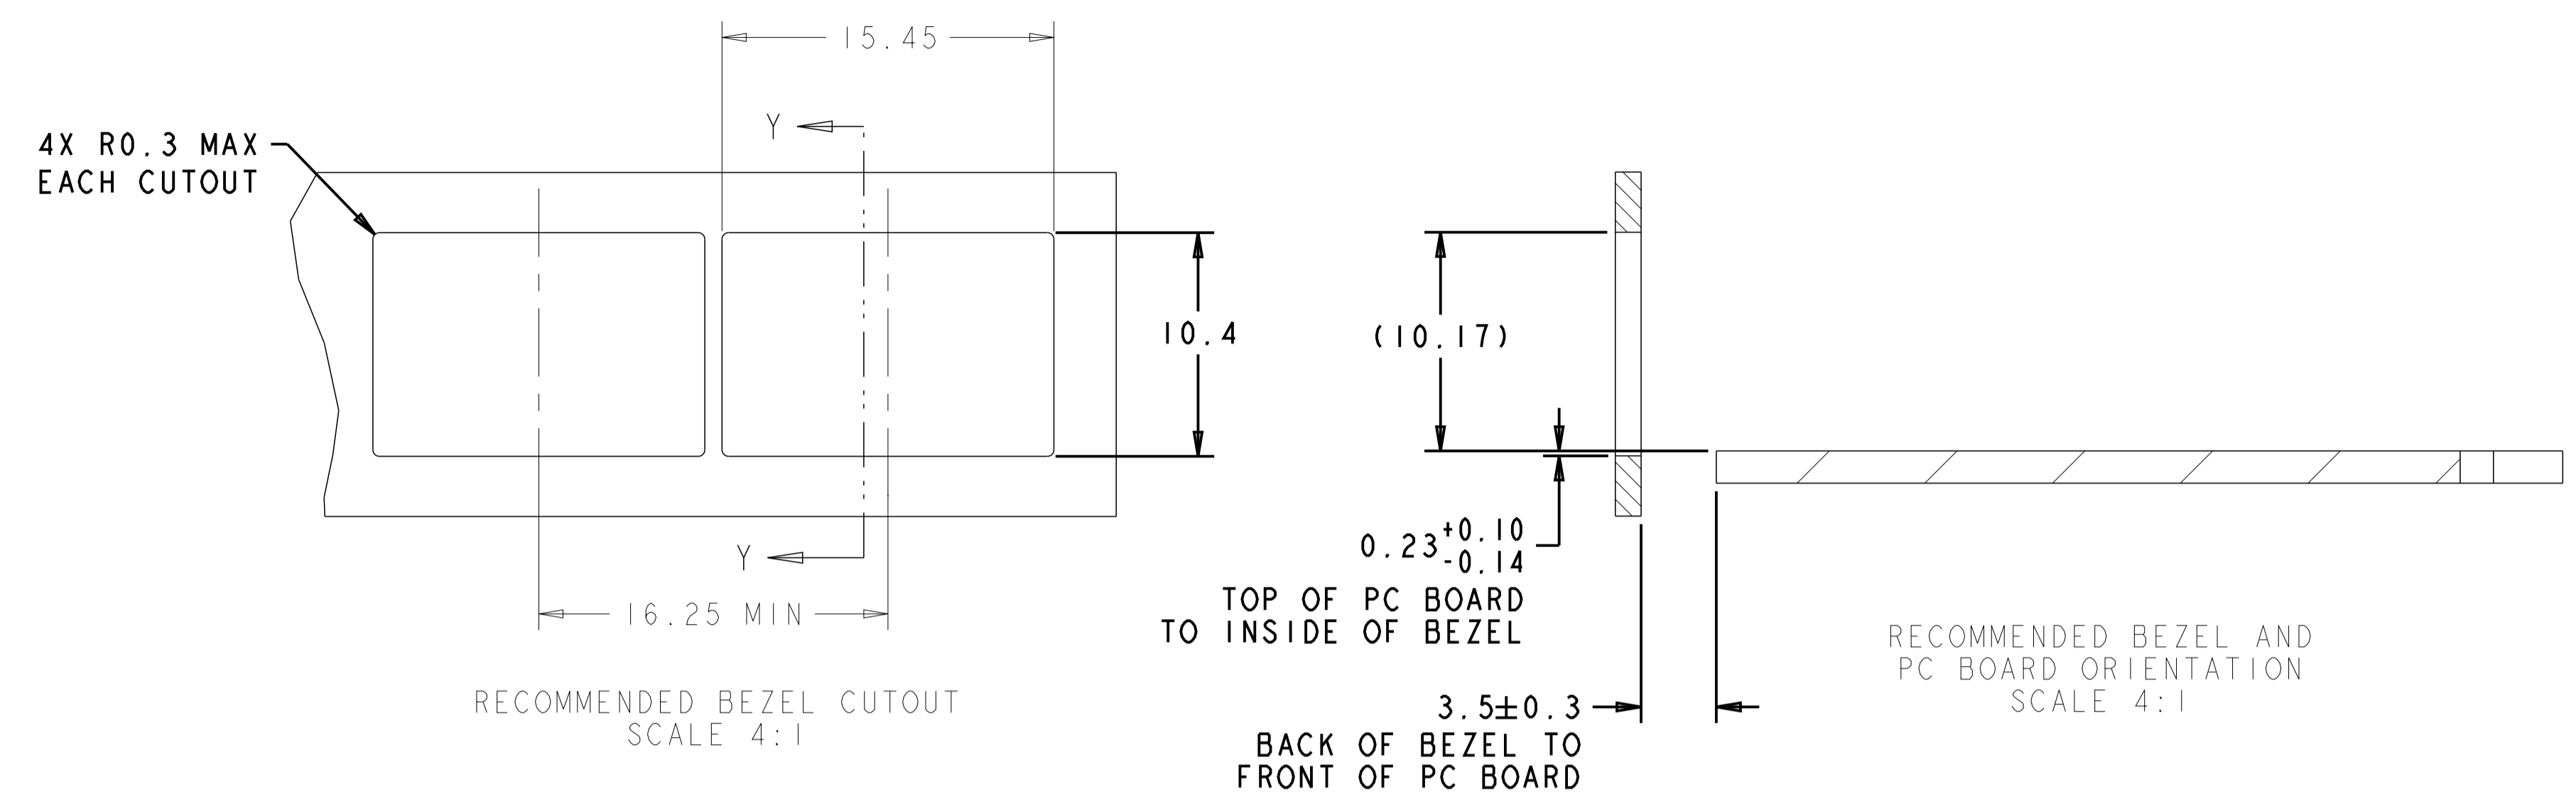 15.45
Y
4X R0.3 MAX
EACH CUTOUT
10.4
(10.17)
0.23+0.10
-0.14
Y
TOP OF PC BOARD
TO INSIDE OF BEZEL
16.25 MIN
RECOMMENDED BEZEL AND
PC BOARD ORIENTATION
SCALE 4:1
RECOMMENDED BEZEL CUTOUT
SCALE 4:1
3.5±0.3
BACK OF BEZEL TO
FRONT OF PC BOARD